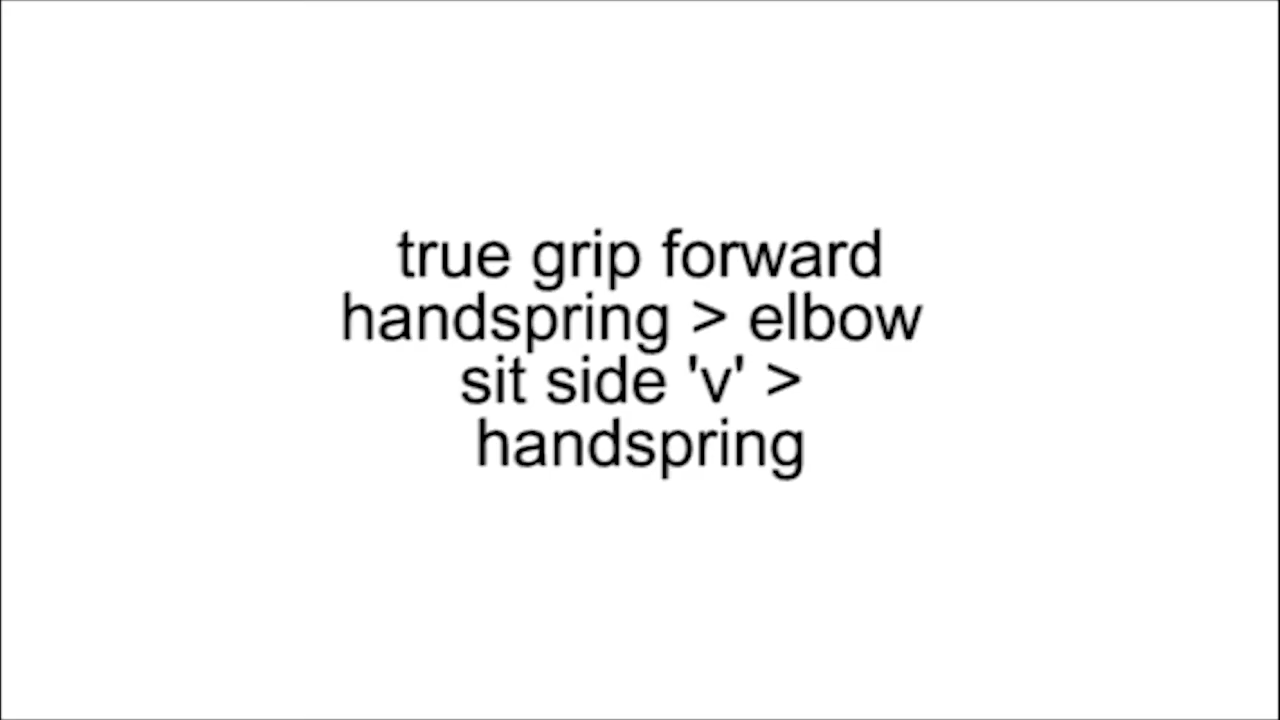 true grip forward
handspring > elbow
sit side 'v' >
handspring